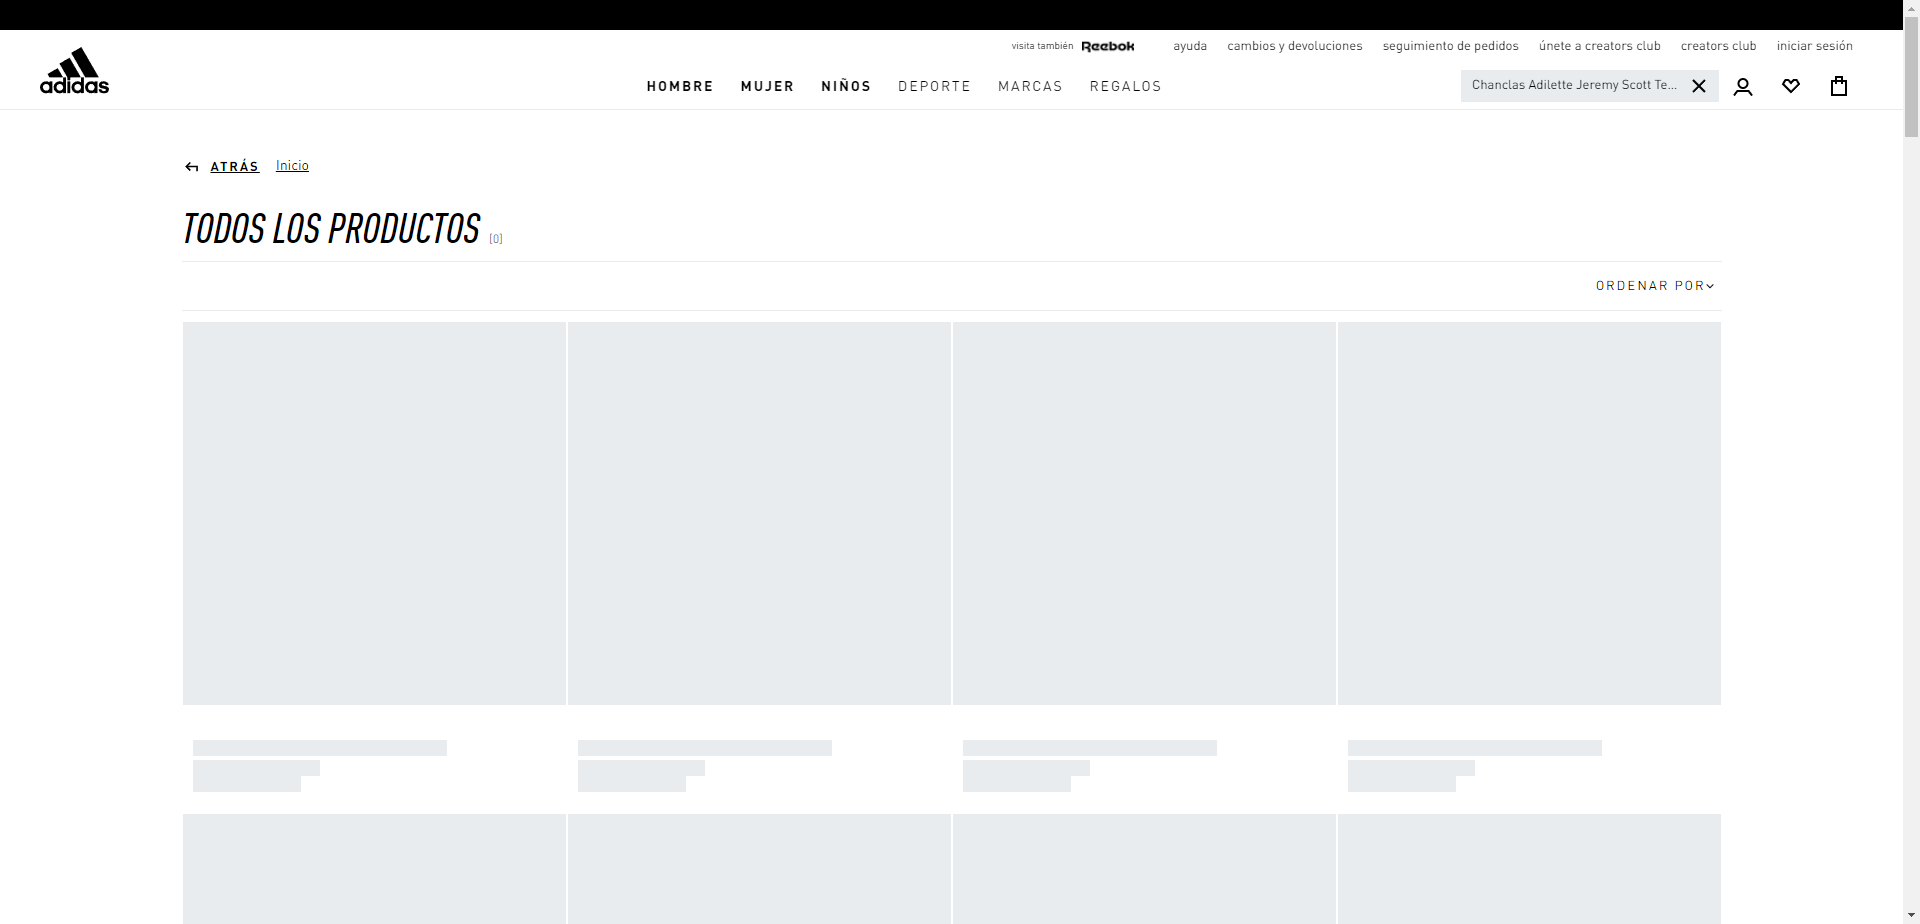 visita también Reebok ayuda cambios y devoluciones seguimiento de pedidos únete a creators club creators club iniciar sesión
adidas
HOMBRE MUJER NIÑOS DEPORTE MARCAS REGALOS
Chanclas Adilette Jeremy Scott Te...
ATRÁS Inicio
TODOS LOS PRODUCTOS [0]
ORDENAR POR